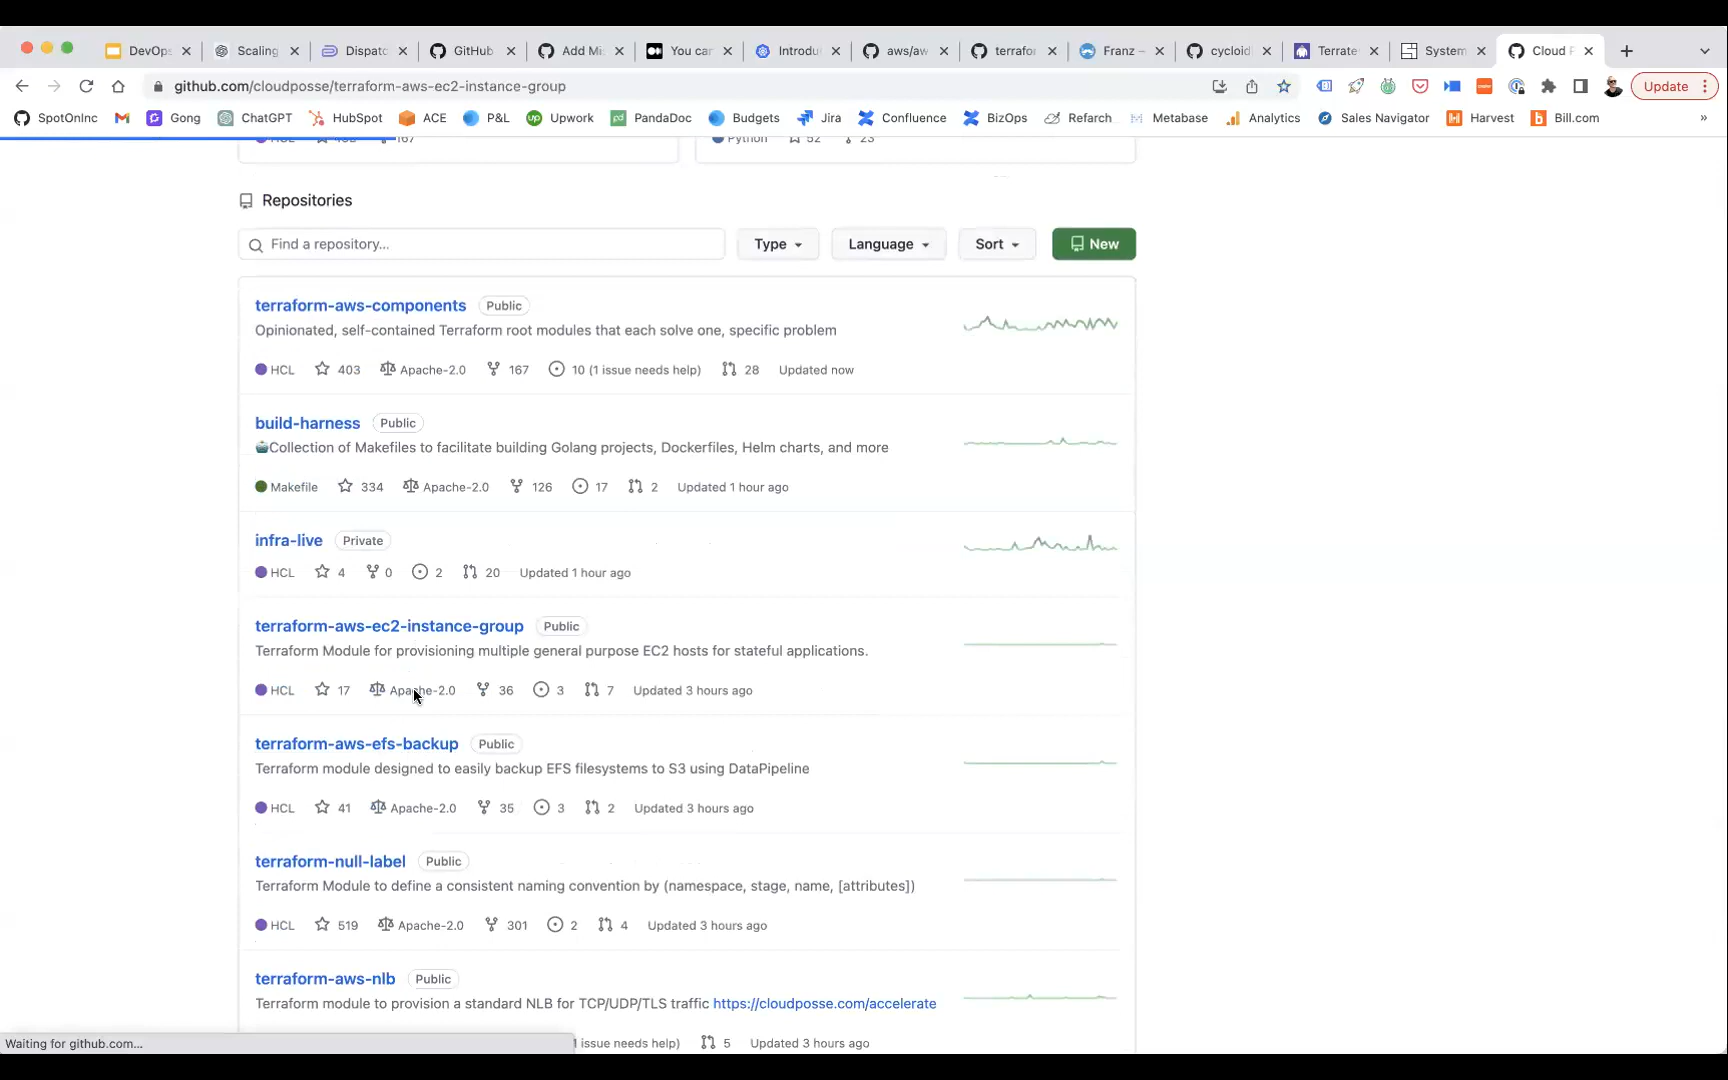 DevOps
Scaling
Dispatc
GitHub
Add Mi
You car
Introdu
aws/aw
terrafor
Franz –
cycloid
Terrate
System
Cloud P
github.com/cloudposse/terraform-aws-ec2-instance-group
Update
SpotOnInc
Gong
ChatGPT
HubSpot
ACE
P&L
Upwork
PandaDoc
Budgets
Jira
Confluence
BizOps
Refarch
Metabase
Analytics
Sales Navigator
Harvest
Bill.com
»
HCL 167
Python 52 23
Repositories
Find a repository...
Type
Language
Sort
New
terraform-aws-components Public
Opinionated, self-contained Terraform root modules that each solve one, specific problem
HCL 403 Apache-2.0 167 10 (1 issue needs help) 28 Updated now
build-harness Public
Collection of Makefiles to facilitate building Golang projects, Dockerfiles, Helm charts, and more
Makefile 334 Apache-2.0 126 17 2 Updated 1 hour ago
infra-live Private
HCL 4 0 2 20 Updated 1 hour ago
terraform-aws-ec2-instance-group Public
Terraform Module for provisioning multiple general purpose EC2 hosts for stateful applications.
HCL 17 Apache-2.0 36 3 7 Updated 3 hours ago
terraform-aws-efs-backup Public
Terraform module designed to easily backup EFS filesystems to S3 using DataPipeline
HCL 41 Apache-2.0 35 3 2 Updated 3 hours ago
terraform-null-label Public
Terraform Module to define a consistent naming convention by (namespace, stage, name, [attributes])
HCL 519 Apache-2.0 301 2 4 Updated 3 hours ago
terraform-aws-nlb Public
Terraform module to provision a standard NLB for TCP/UDP/TLS traffic https://cloudposse.com/accelerate
issue needs help) 5 Updated 3 hours ago
Waiting for github.com...